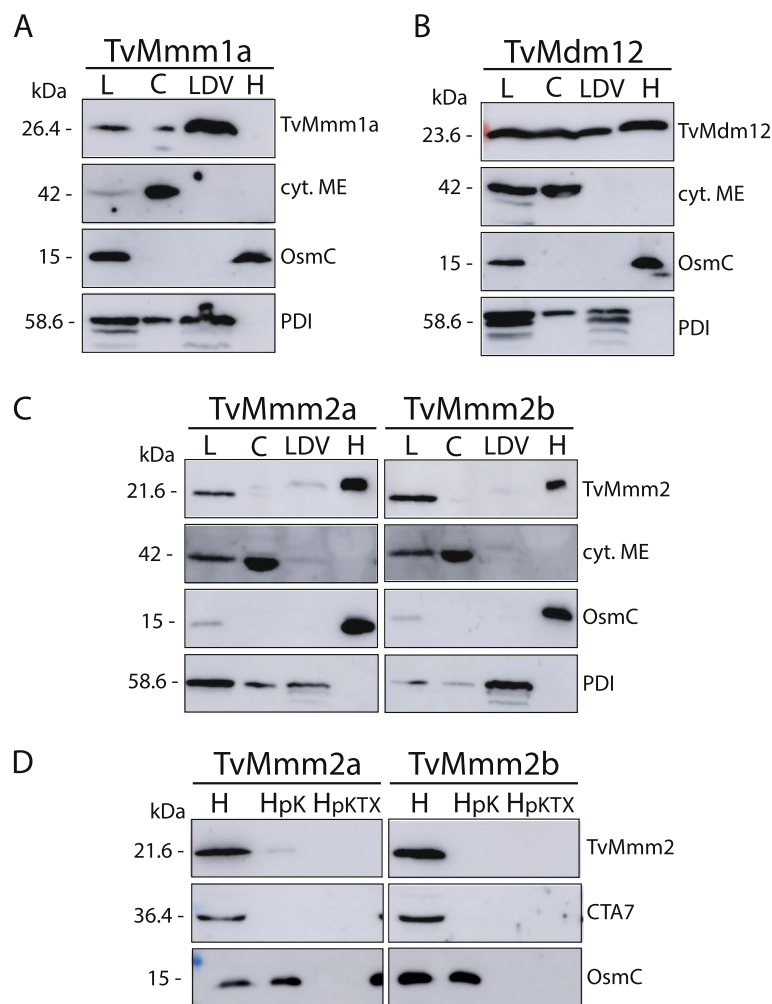 A
TvMmm1a
kDa L C LDV H
26.4 - TvMmm1a
42 - cyt. ME
15 - OsmC
58.6 - PDI
B
TvMdm12
kDa L C LDV H
23.6 - TvMdm12
42 - cyt. ME
15 - OsmC
58.6 - PDI
C
TvMmm2a TvMmm2b
kDa L C LDV H L C LDV H
21.6 - TvMmm2
42 - cyt. ME
15 - OsmC
58.6 - PDI
D
TvMmm2a TvMmm2b
kDa H HpK HpKTX H HpK HpKTX
21.6 - TvMmm2
36.4 - CTA7
15 - OsmC